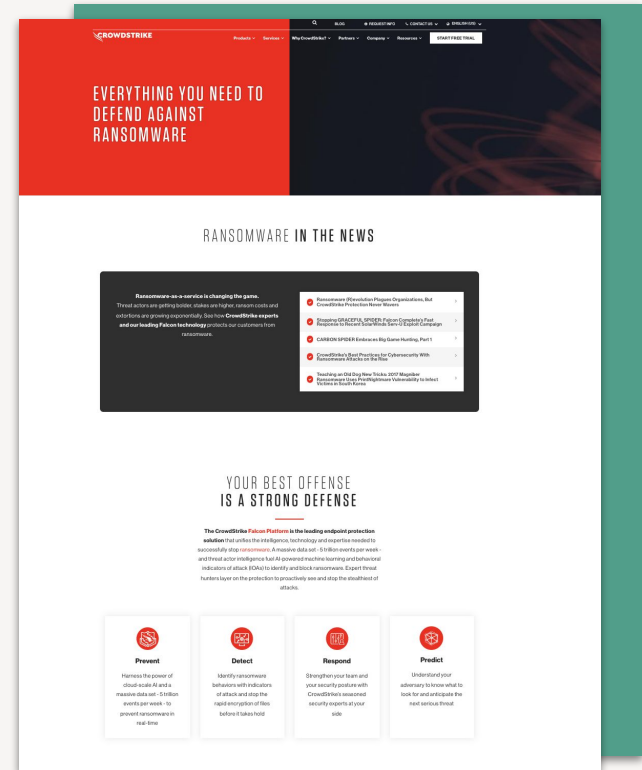 BLOG
REQUEST INFO
CONTACT US
ENGLISH (US)
CROWDSTRIKE
Products
Services
Why CrowdStrike?
Partners
Company
Resources
START FREE TRIAL
EVERYTHING YOU NEED TO
DEFEND AGAINST
RANSOMWARE
RANSOMWARE IN THE NEWS
Ransomware-as-a-service is changing the game.
Threat actors are getting bolder, stakes are higher, ransom costs and
extortions are growing exponentially. See how CrowdStrike experts
and our leading Falcon technology protects our customers from
ransomware.
Ransomware (R)evolution Plagues Organizations, But
CrowdStrike Protection Never Wavers
Stopping GRACEFUL SPIDER: Falcon Complete's Fast
Response to Recent SolarWinds Serv-U Exploit Campaign
CARBON SPIDER Embraces Big Game Hunting, Part 1
CrowdStrike's Best Practices for Cybersecurity With
Ransomware Attacks on the Rise
Teaching an Old Dog New Tricks: 2017 Magniber
Ransomware Uses PrintNightmare Vulnerability to Infect
Victims in South Korea
YOUR BEST OFFENSE
IS A STRONG DEFENSE
The CrowdStrike Falcon Platform is the leading endpoint protection
solution that unifies the intelligence, technology and expertise needed to
successfully stop ransomware. A massive data set - 5 trillion events per week -
and threat actor intelligence fuel AI-powered machine learning and behavioral
indicators of attack (IOAs) to identify and block ransomware. Expert threat
hunters layer on the protection to proactively see and stop the stealthiest of
attacks.
Prevent
Harness the power of
cloud-scale AI and a
massive data set - 5 trillion
events per week - to
prevent ransomware in
real-time
Detect
Identify ransomware
behaviors with indicators
of attack and stop the
rapid encryption of files
before it takes hold
Respond
Strengthen your team and
your security posture with
CrowdStrike's seasoned
security experts at your
side
Predict
Understand your
adversary to know what to
look for and anticipate the
next serious threat